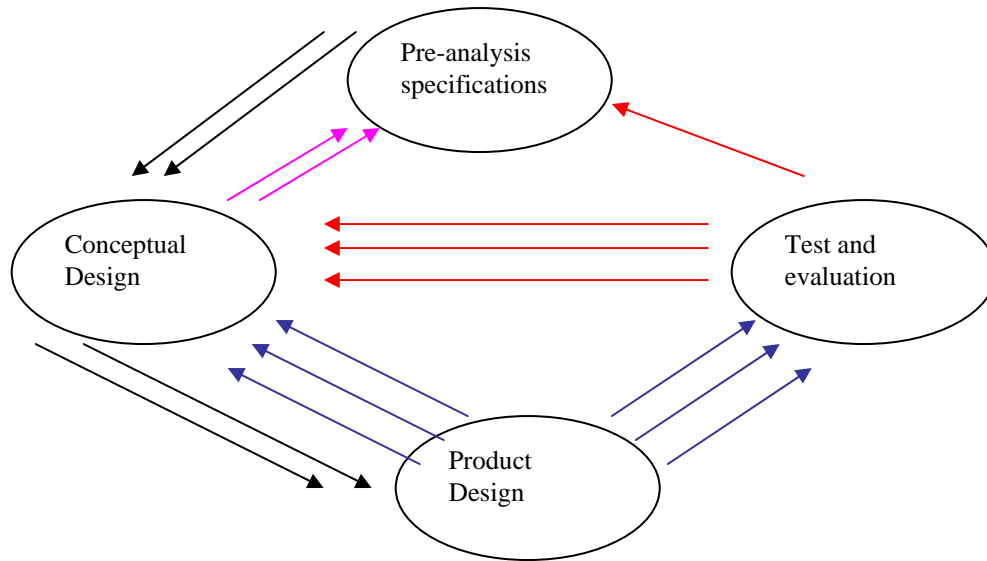 Pre-analysis
specifications
Conceptual
Design
Test and
evaluation
Product
Design